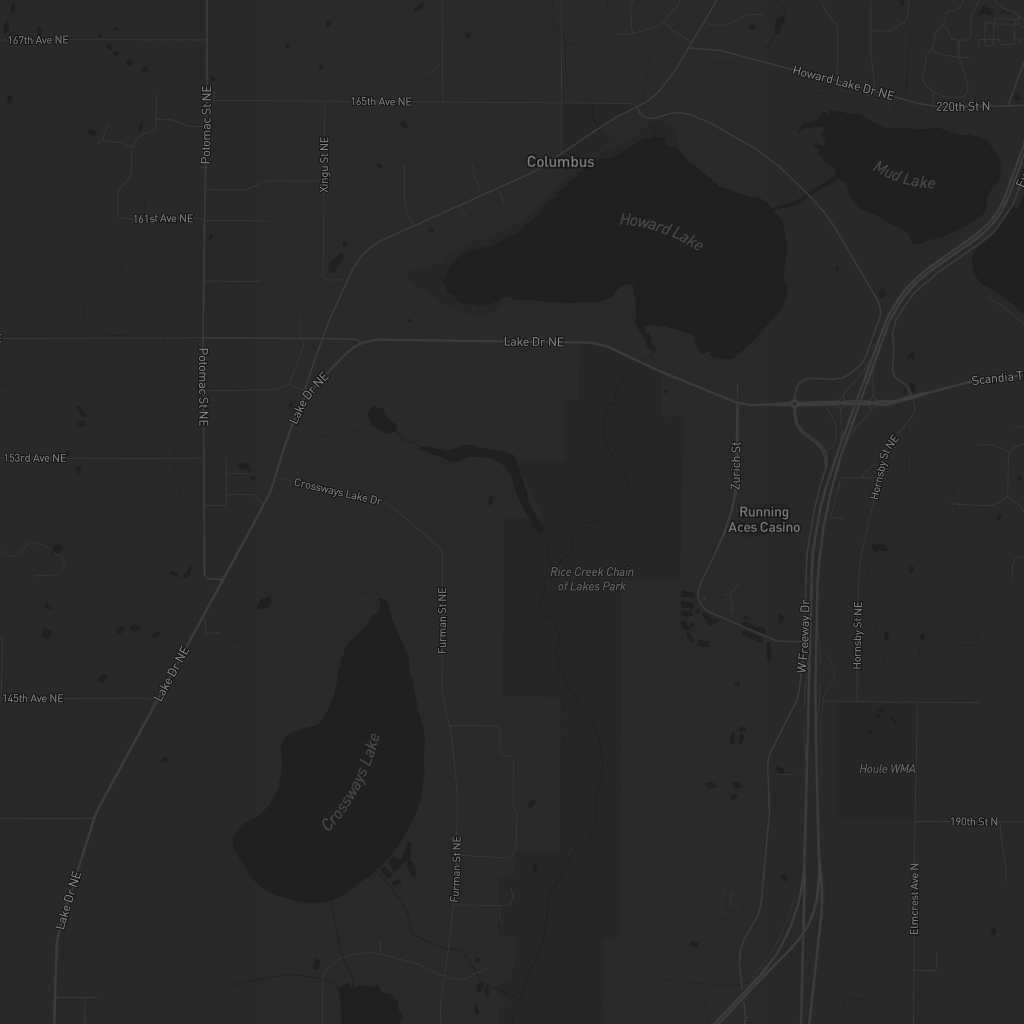 167th Ave NE
Howard Lake Dr NE
220th St N
165th Ave NE
Potomac St NE
Xingu St NE
Columbus
Mud Lake
161st Ave NE
Howard Lake
Lake Dr NE
Potomac St NE
Lake Dr NE
Scandia T
153rd Ave NE
Crossways Lake Dr
Zurich St
Hornsby St NE
Running
Aces Casino
Rice Creek Chain
of Lakes Park
Furman St NE
W Freeway Dr
Hornsby St NE
Lake Dr NE
145th Ave NE
Crossways Lake
Houle WMA
190th St N
Furman St NE
Lake Dr NE
Elmcrest Ave N